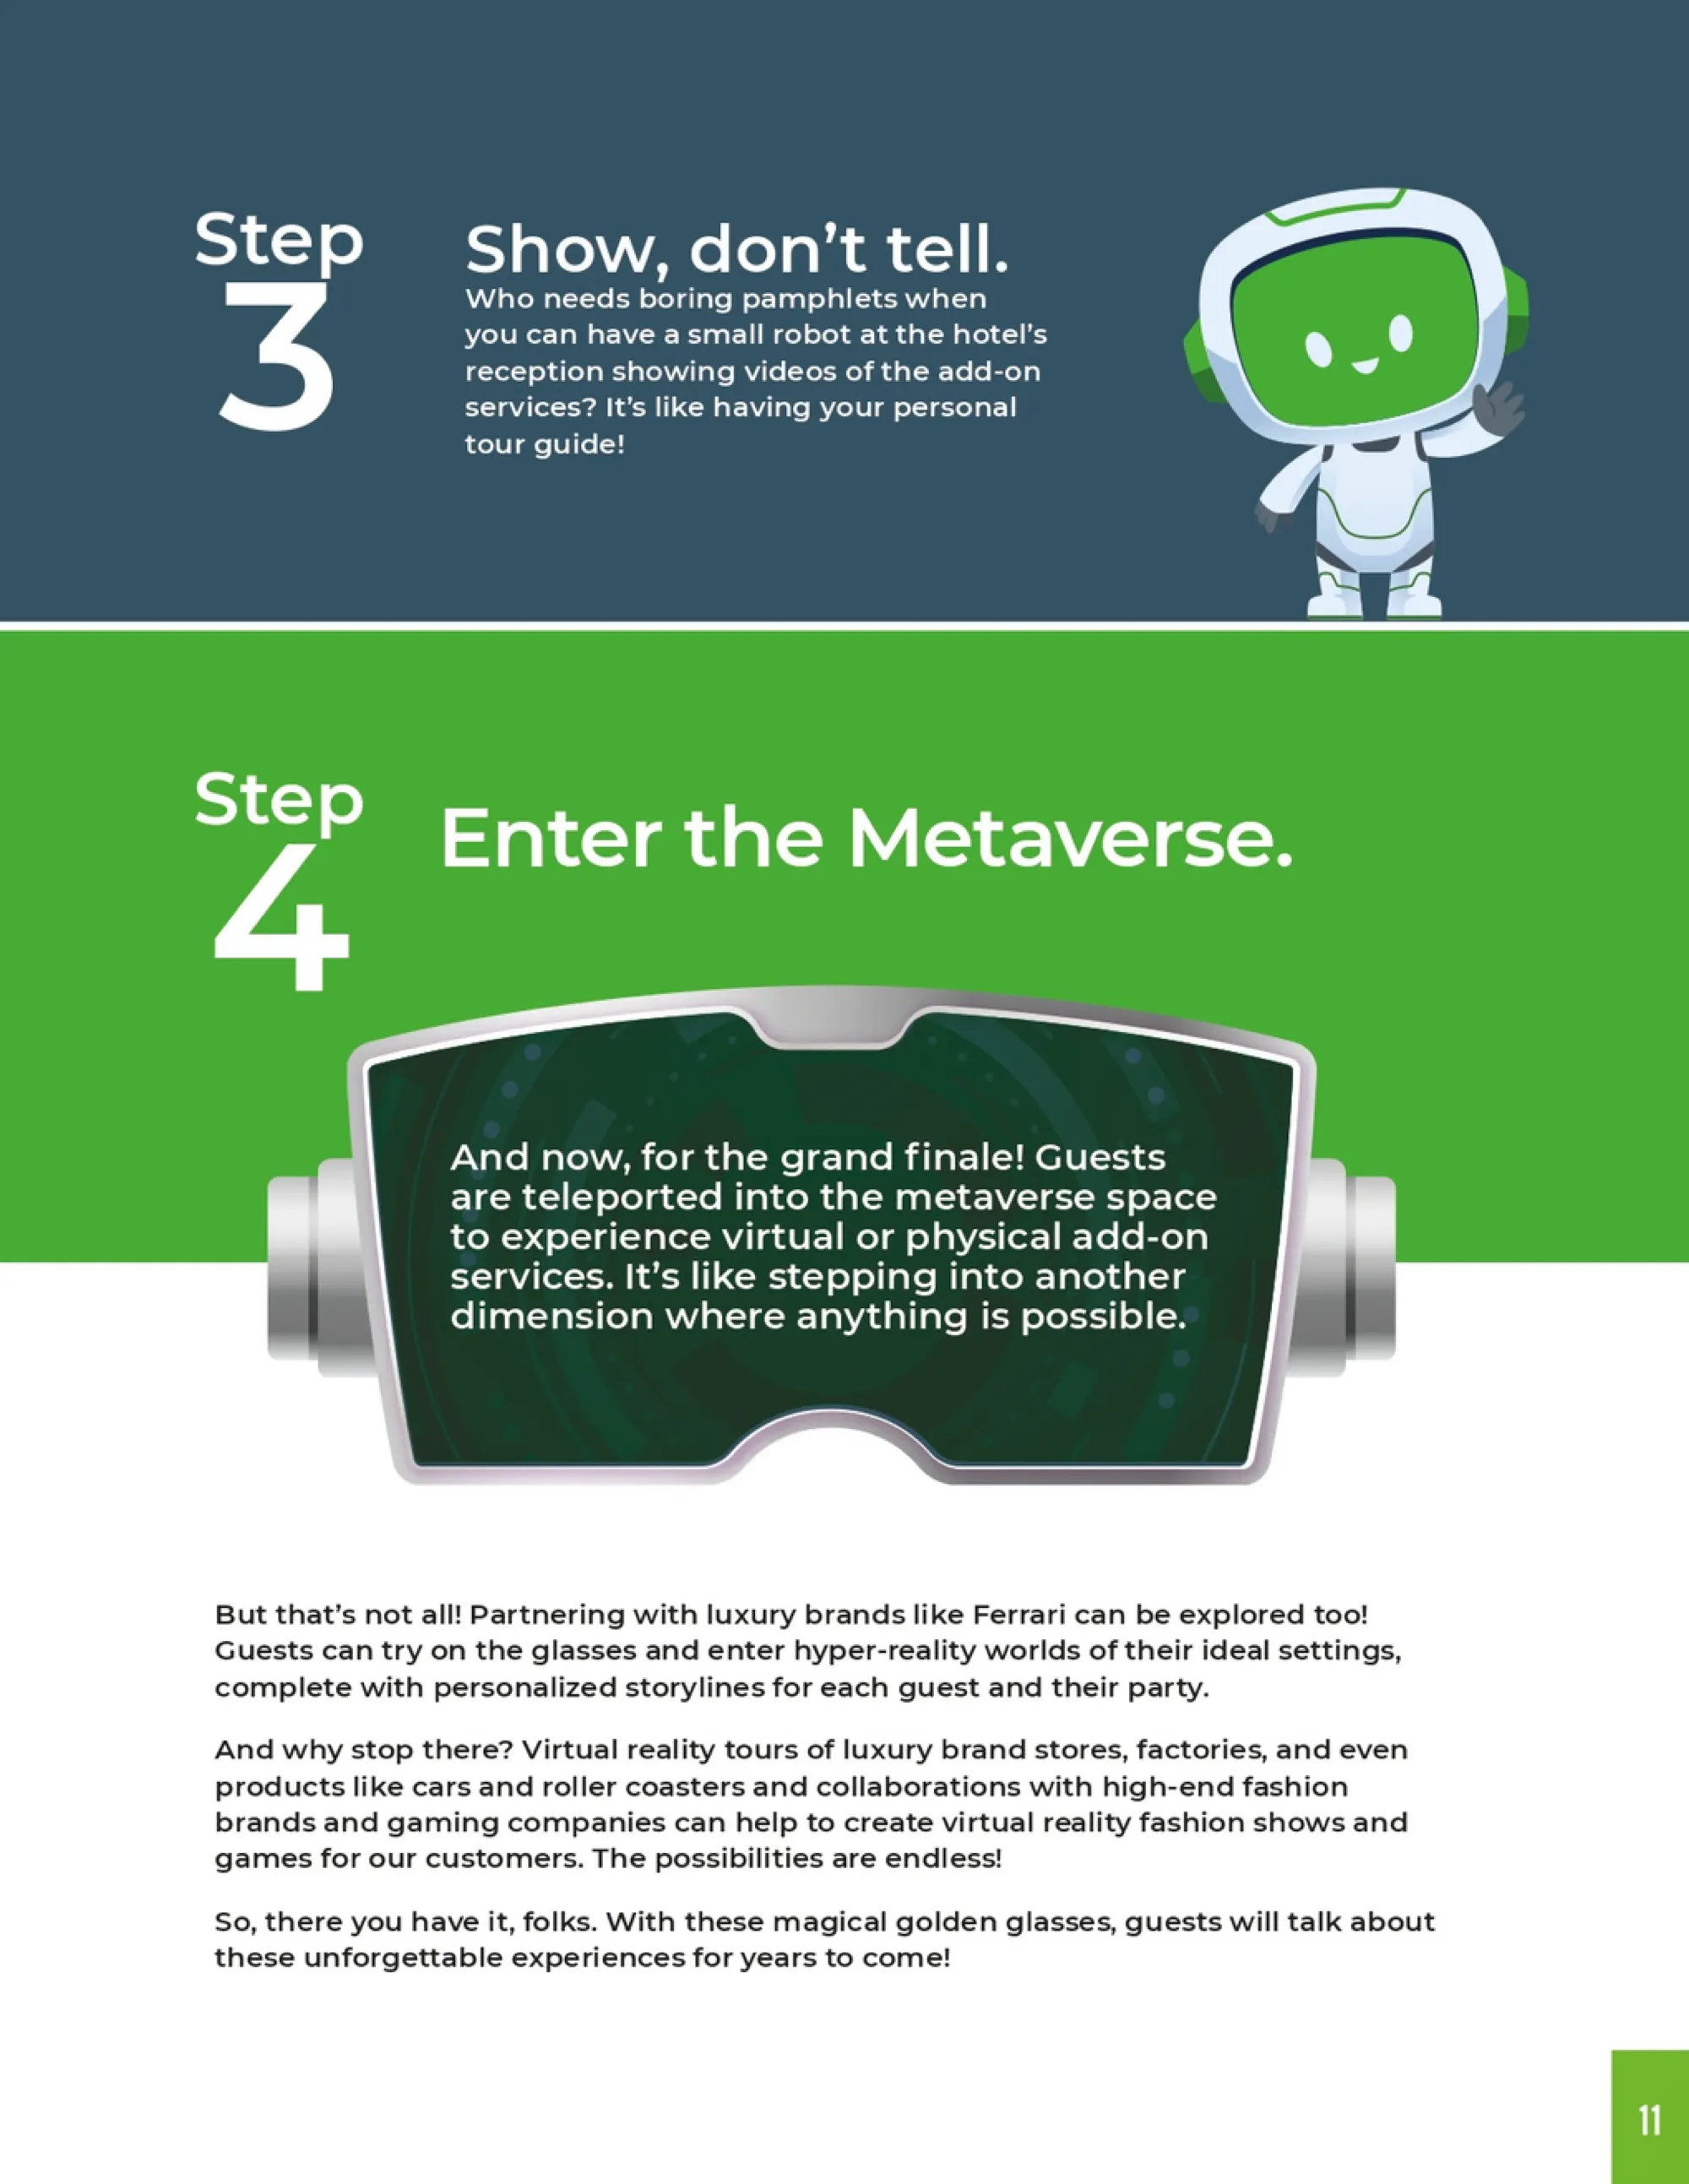 Step
3
Show, don’t tell.
Who needs boring pamphlets when
you can have a small robot at the hotel’s
reception showing videos of the add-on
services? It’s like having your personal
tour guide!
Step
4
Enter the Metaverse.
And now, for the grand finale! Guests
are teleported into the metaverse space
to experience virtual or physical add-on
services. It’s like stepping into another
dimension where anything is possible.
But that’s not all! Partnering with luxury brands like Ferrari can be explored too!
Guests can try on the glasses and enter hyper-reality worlds of their ideal settings,
complete with personalized storylines for each guest and their party.
And why stop there? Virtual reality tours of luxury brand stores, factories, and even
products like cars and roller coasters and collaborations with high-end fashion
brands and gaming companies can help to create virtual reality fashion shows and
games for our customers. The possibilities are endless!
So, there you have it, folks. With these magical golden glasses, guests will talk about
these unforgettable experiences for years to come!
11